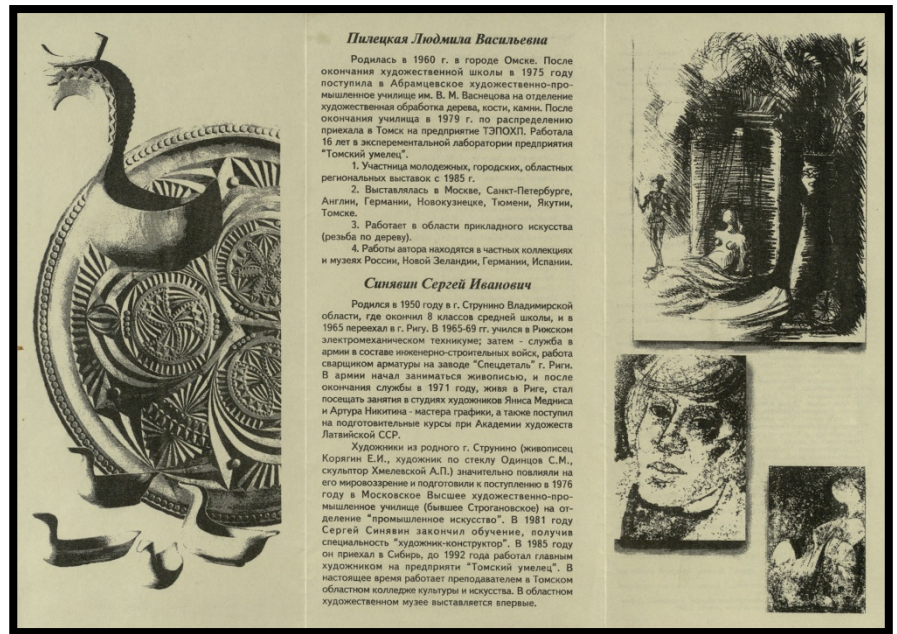 Пилецкая Людмила Васильевна
Родилась в 1960 г. в городе Омске. После
окончания художественной школы в 1975 году
поступила в Абрамцевское художественно-про-
мышленное училище им. В. М. Васнецова на отделение
художественная обработка дерева, кости, камни. После
окончания училища в 1979 г. по распределению
приехала в Томск на предприятие ТЭПОХП. Работала
16 лет в эксперементальной лаборатории предприятия
"Томский умелец".
1. Участница молодежных, городских, областных
региональных выставок с 1985 г.
2. Выставлялась в Москве, Санкт-Петербурге,
Англии, Германии, Новокузнецке, Тюмени, Якутии,
Томске.
3. Работает в области прикладного искусства
(резьба по дереву).
4. Работы автора находятся в частных коллекциях
и музеях России, Новой Зеландии, Германии, Испании.
Синявин Сергей Иванович
Родился в 1950 году в г. Струнино Владимирской
области, где окончил 8 классов средней школы, и в
1965 переехал в г. Ригу. В 1965-69 гг. учился в Рижском
электромеханическом техникуме; затем - служба в
армии в составе инженерно-строительных войск, работа
сварщиком арматуры на заводе "Спецдеталь" г. Риги.
В армии начал заниматься живописью, и после
окончания службы в 1971 году, живя в Риге, стал
посещать занятия в студиях художников Яниса Медниса
и Артура Никитина - мастера графики, а также поступил
на подготовительные курсы при Академии художеств
Латвийской ССР.
Художники из родного г. Струнино (живописец
Корягин Е.И., художник по стеклу Одинцов С.М.,
скульптор Хмелевской А.П.) значительно повлияли на
его мировоззрение и подготовили к поступлению в 1976
году в Московское Высшее художественно-про-
мышленное училище (бывшее Строгановское) на от-
деление "промышленное искусство". В 1981 году
Сергей Синявин закончил обучение, получив
специальность "художник-конструктор". В 1985 году
он приехал в Сибирь, до 1992 года работал главным
художником на предприяти "Томский умелец". В
настоящее время работает преподавателем в Томском
областном колледже культуры и искусства. В областном
художественном музее выставляется впервые.